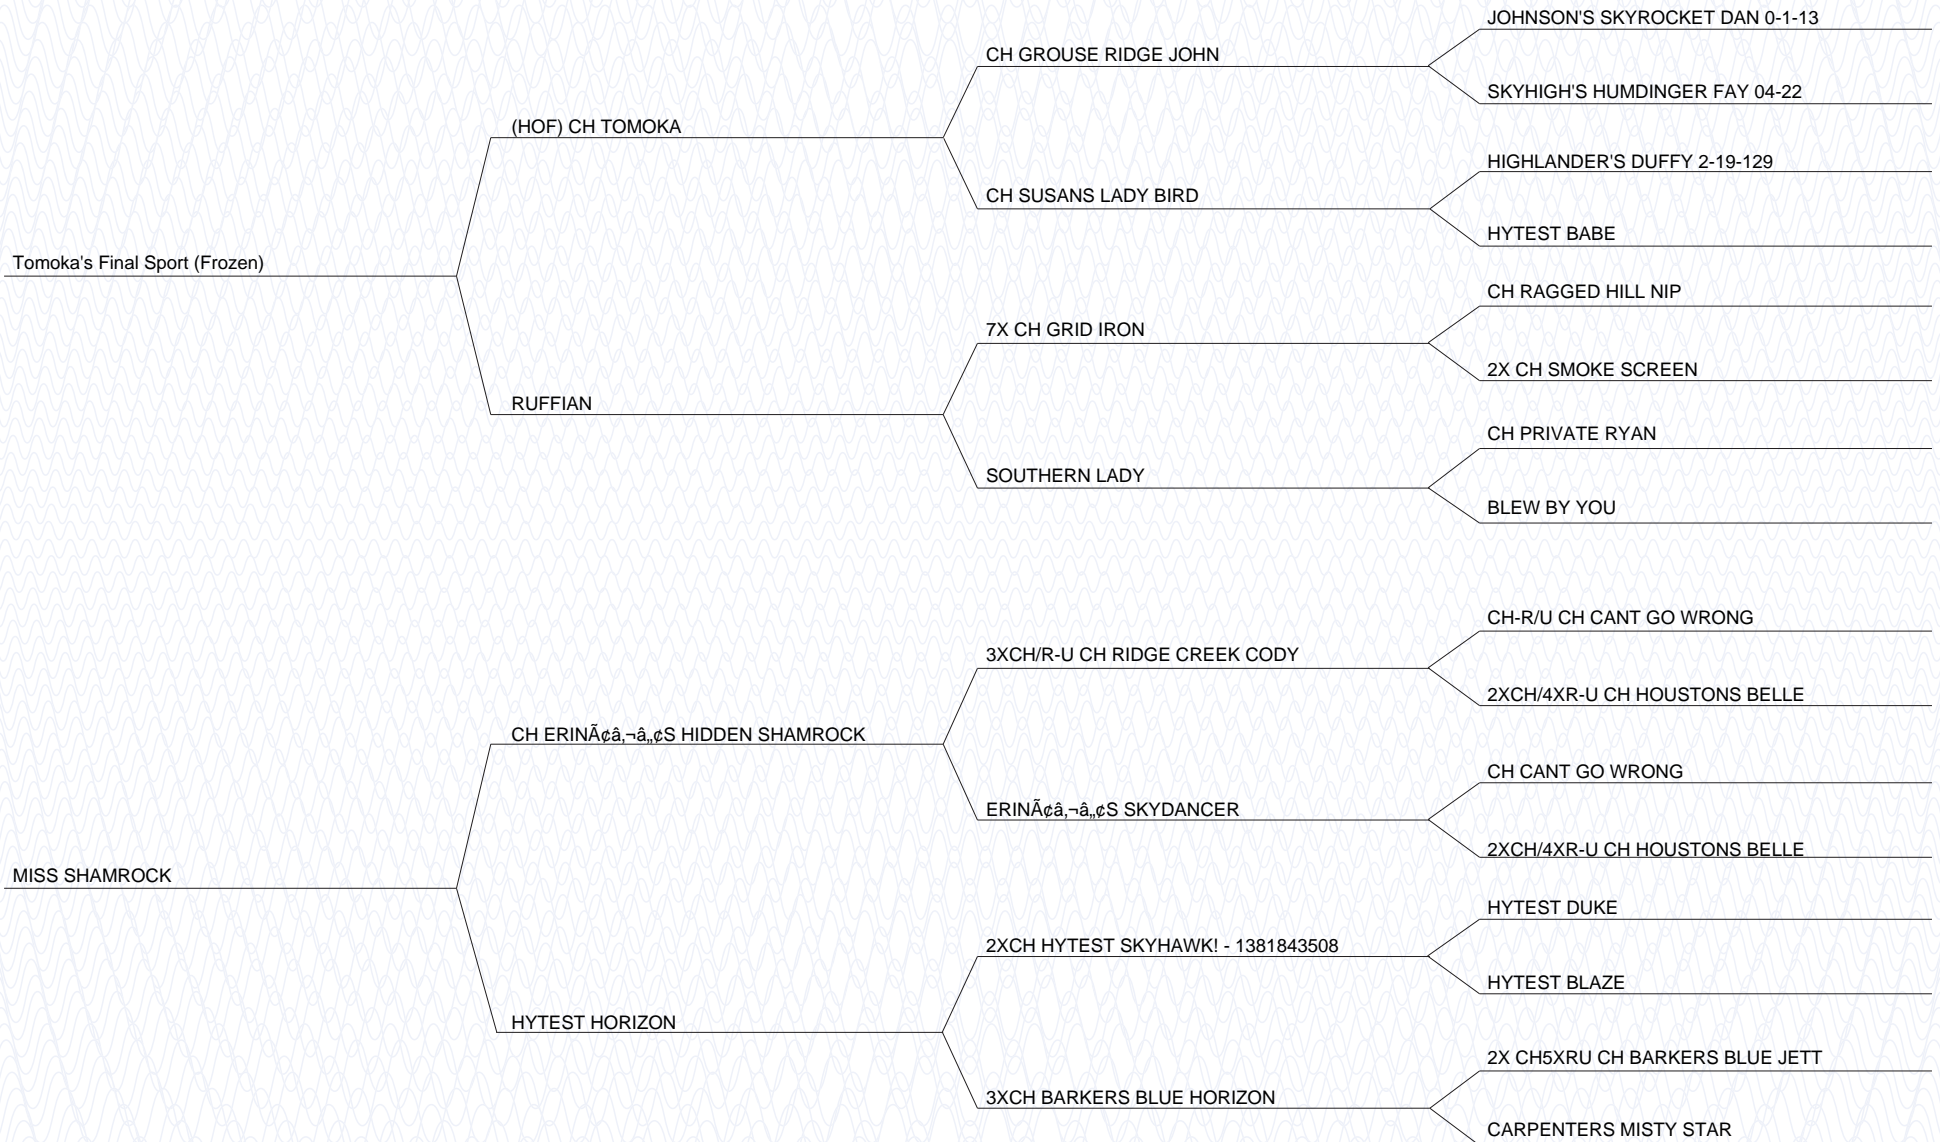 JOHNSON'S SKYROCKET DAN 0-1-13
CH GROUSE RIDGE JOHN
SKYHIGH'S HUMDINGER FAY 04-22
(HOF) CH TOMOKA
HIGHLANDER'S DUFFY 2-19-129
CH SUSANS LADY BIRD
HYTEST BABE
Tomoka's Final Sport (Frozen)
CH RAGGED HILL NIP
7X CH GRID IRON
2X CH SMOKE SCREEN
RUFFIAN
CH PRIVATE RYAN
SOUTHERN LADY
BLEW BY YOU
CH-R/U CH CANT GO WRONG
3XCH/R-U CH RIDGE CREEK CODY
2XCH/4XR-U CH HOUSTONS BELLE
CH ERINÃ¢â‚¬â„¢S HIDDEN SHAMROCK
CH CANT GO WRONG
ERINÃ¢â‚¬â„¢S SKYDANCER
2XCH/4XR-U CH HOUSTONS BELLE
MISS SHAMROCK
HYTEST DUKE
2XCH HYTEST SKYHAWK! - 1381843508
HYTEST BLAZE
HYTEST HORIZON
2X CH5XRU CH BARKERS BLUE JETT
3XCH BARKERS BLUE HORIZON
CARPENTERS MISTY STAR